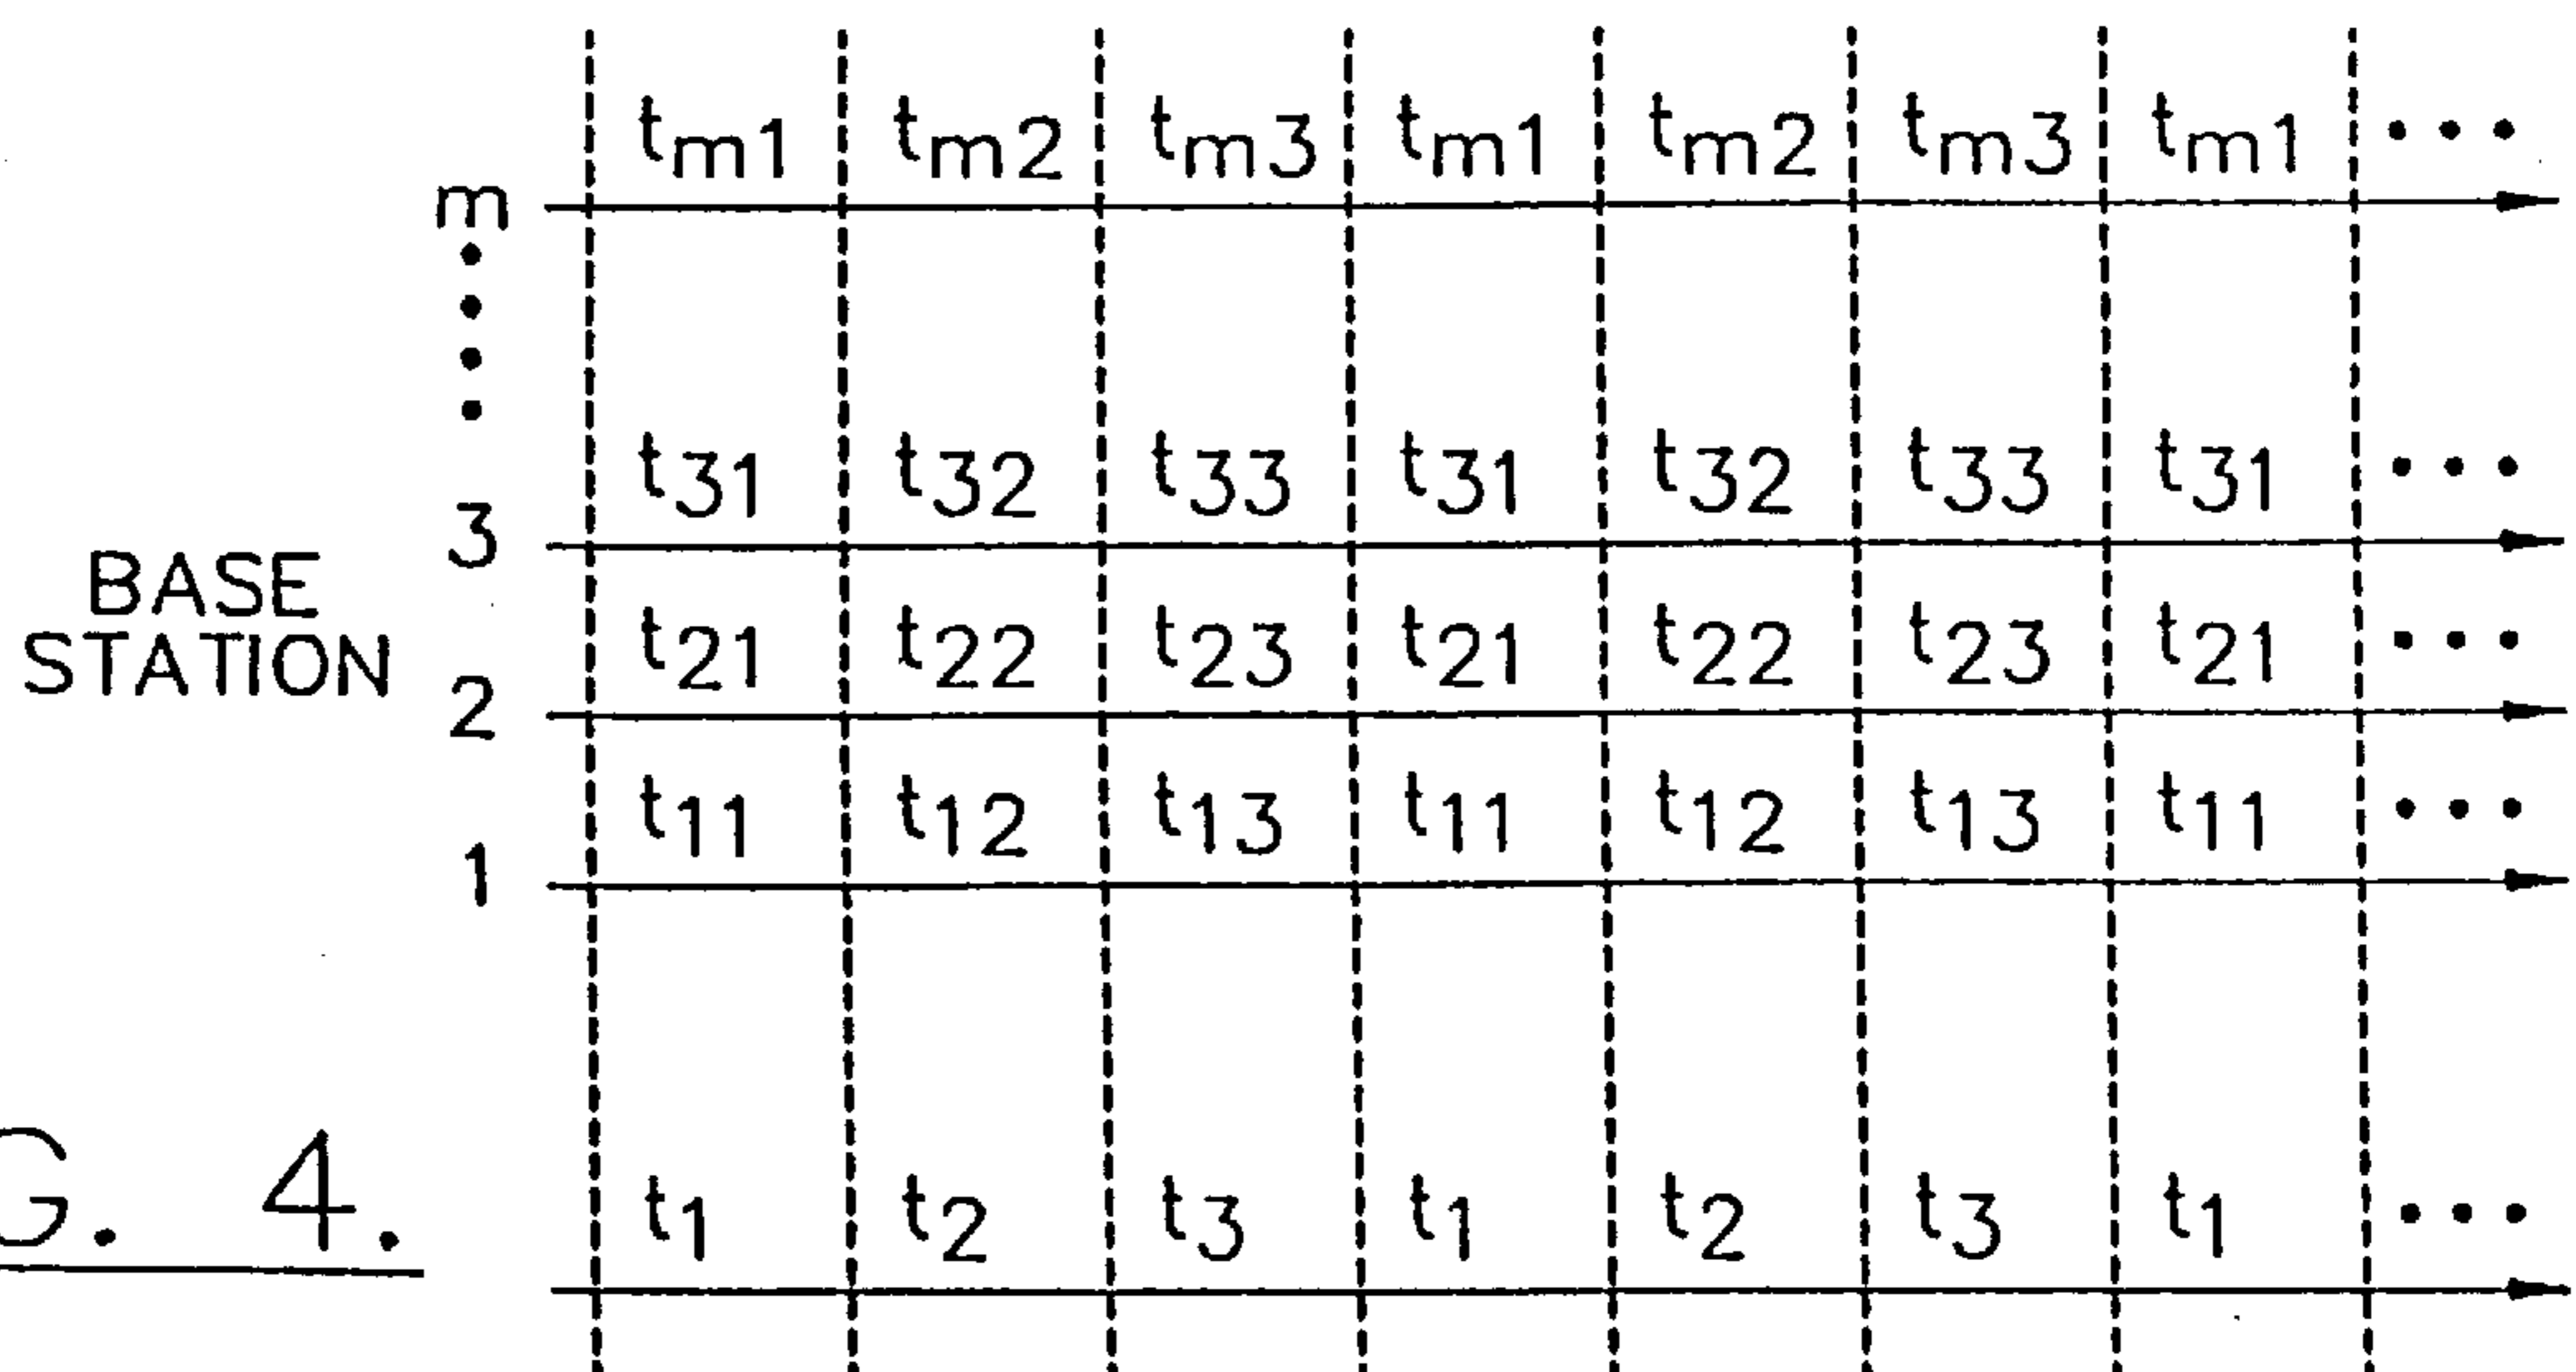 tm1 tm2 tm3 tm1 tm2 tm3 tm1 •••
m
t31 t32 t33 t31 t32 t33 t31 •••
3
BASE
STATION
t21 t22 t23 t21 t22 t23 t21 •••
2
t11 t12 t13 t11 t12 t13 t11 •••
1
G. 4.
t1 t2 t3 t1 t2 t3 t1 •••